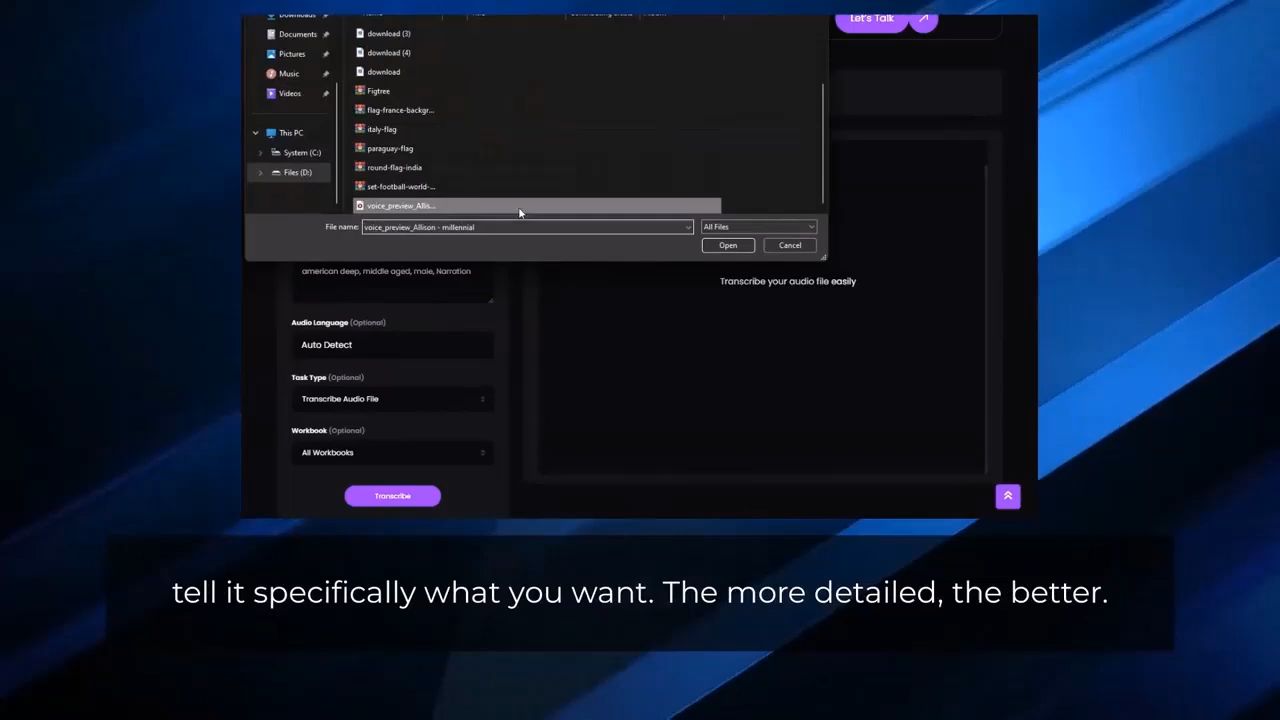 Let's Talk
Downloads
Documents
Pictures
Music
Videos
This PC
System (C:)
Files (D:)
download (3)
download (4)
download
Figtree
flag-france-backgr...
italy-flag
paraguay-flag
round-flag-india
set-football-world-...
voice_preview_Allis...
File name: voice_preview_Allison - millennial
All Files
Open
Cancel
american deep, middle aged, male, Narration
Audio Language (Optional)
Auto Detect
Task Type (Optional)
Transcribe Audio File
Workbook (Optional)
All Workbooks
Transcribe
Transcribe your audio file easily
tell it specifically what you want. The more detailed, the better.